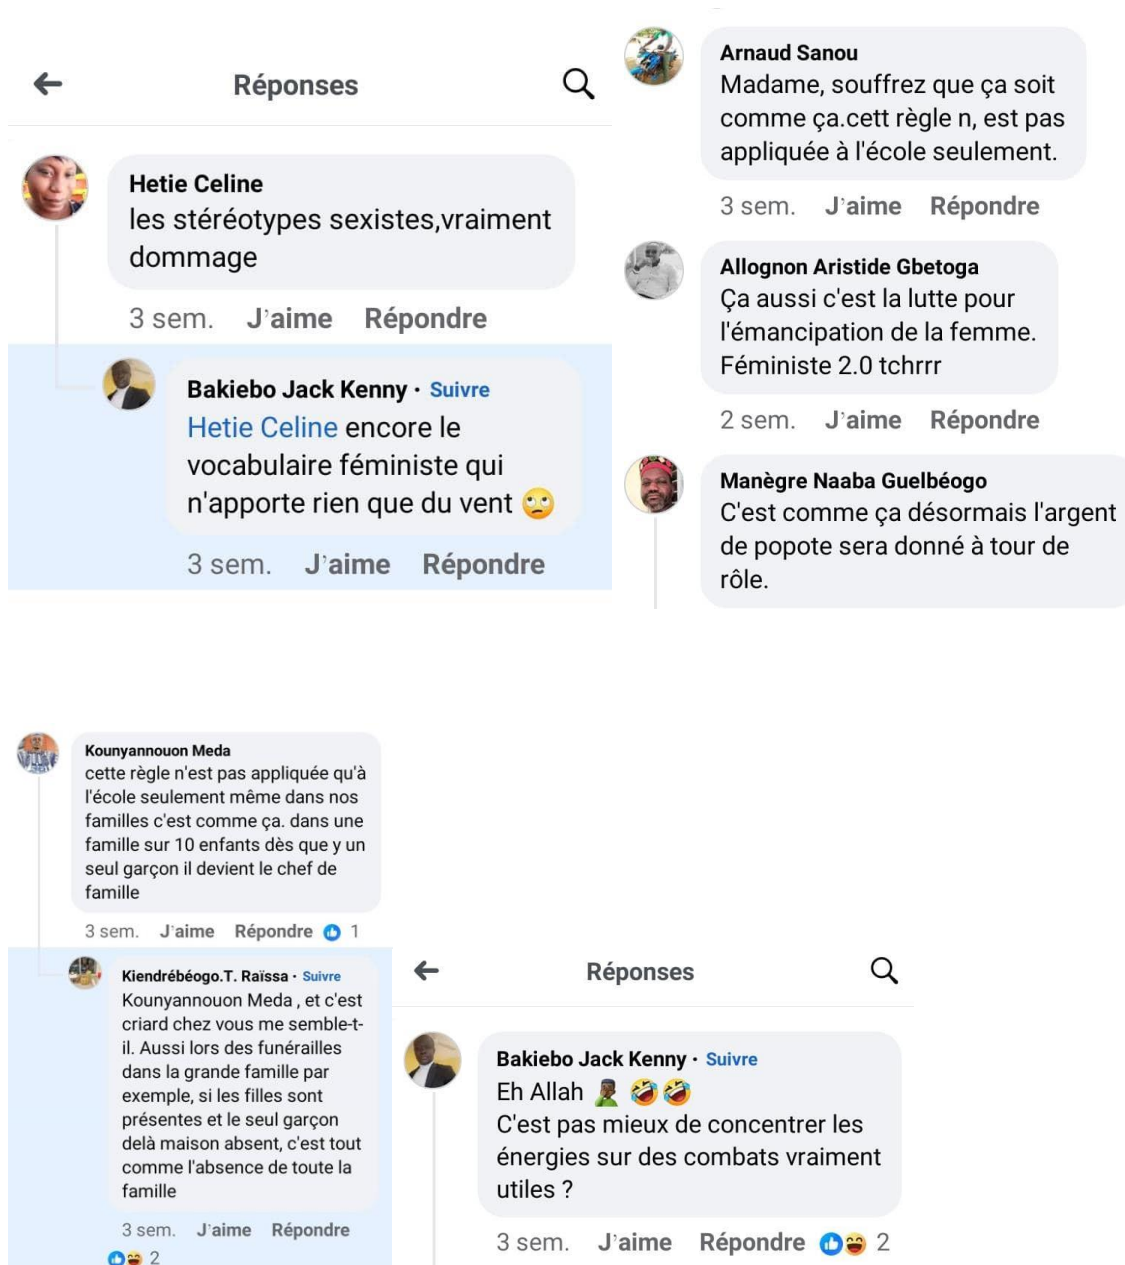 Réponses
Hetie Celine
les stéréotypes sexistes,vraiment
dommage
3 sem. J'aime Répondre
Bakiebo Jack Kenny · Suivre
Hetie Celine encore le
vocabulaire féministe qui
n'apporte rien que du vent 🙄
3 sem. J'aime Répondre
Arnaud Sanou
Madame, souffrez que ça soit
comme ça.cett règle n, est pas
appliquée à l'école seulement.
3 sem. J'aime Répondre
Allognon Aristide Gbetoga
Ça aussi c'est la lutte pour
l'émancipation de la femme.
Féministe 2.0 tchrrr
2 sem. J'aime Répondre
Manègre Naaba Guelbéogo
C'est comme ça désormais l'argent
de popote sera donné à tour de
rôle.
Kounyannouon Meda
cette règle n'est pas appliquée qu'à
l'école seulement même dans nos
familles c'est comme ça. dans une
famille sur 10 enfants dès que y un
seul garçon il devient le chef de
famille
3 sem. J'aime Répondre 1
Kiendrébéogo.T. Raïssa · Suivre
Kounyannouon Meda , et c'est
criard chez vous me semble-t-
il. Aussi lors des funérailles
dans la grande famille par
exemple, si les filles sont
présentes et le seul garçon
delà maison absent, c'est tout
comme l'absence de toute la
famille
3 sem. J'aime Répondre
2
Réponses
Bakiebo Jack Kenny · Suivre
Eh Allah 🤦🏿‍♂️ 🤣🤣
C'est pas mieux de concentrer les
énergies sur des combats vraiment
utiles ?
3 sem. J'aime Répondre 2